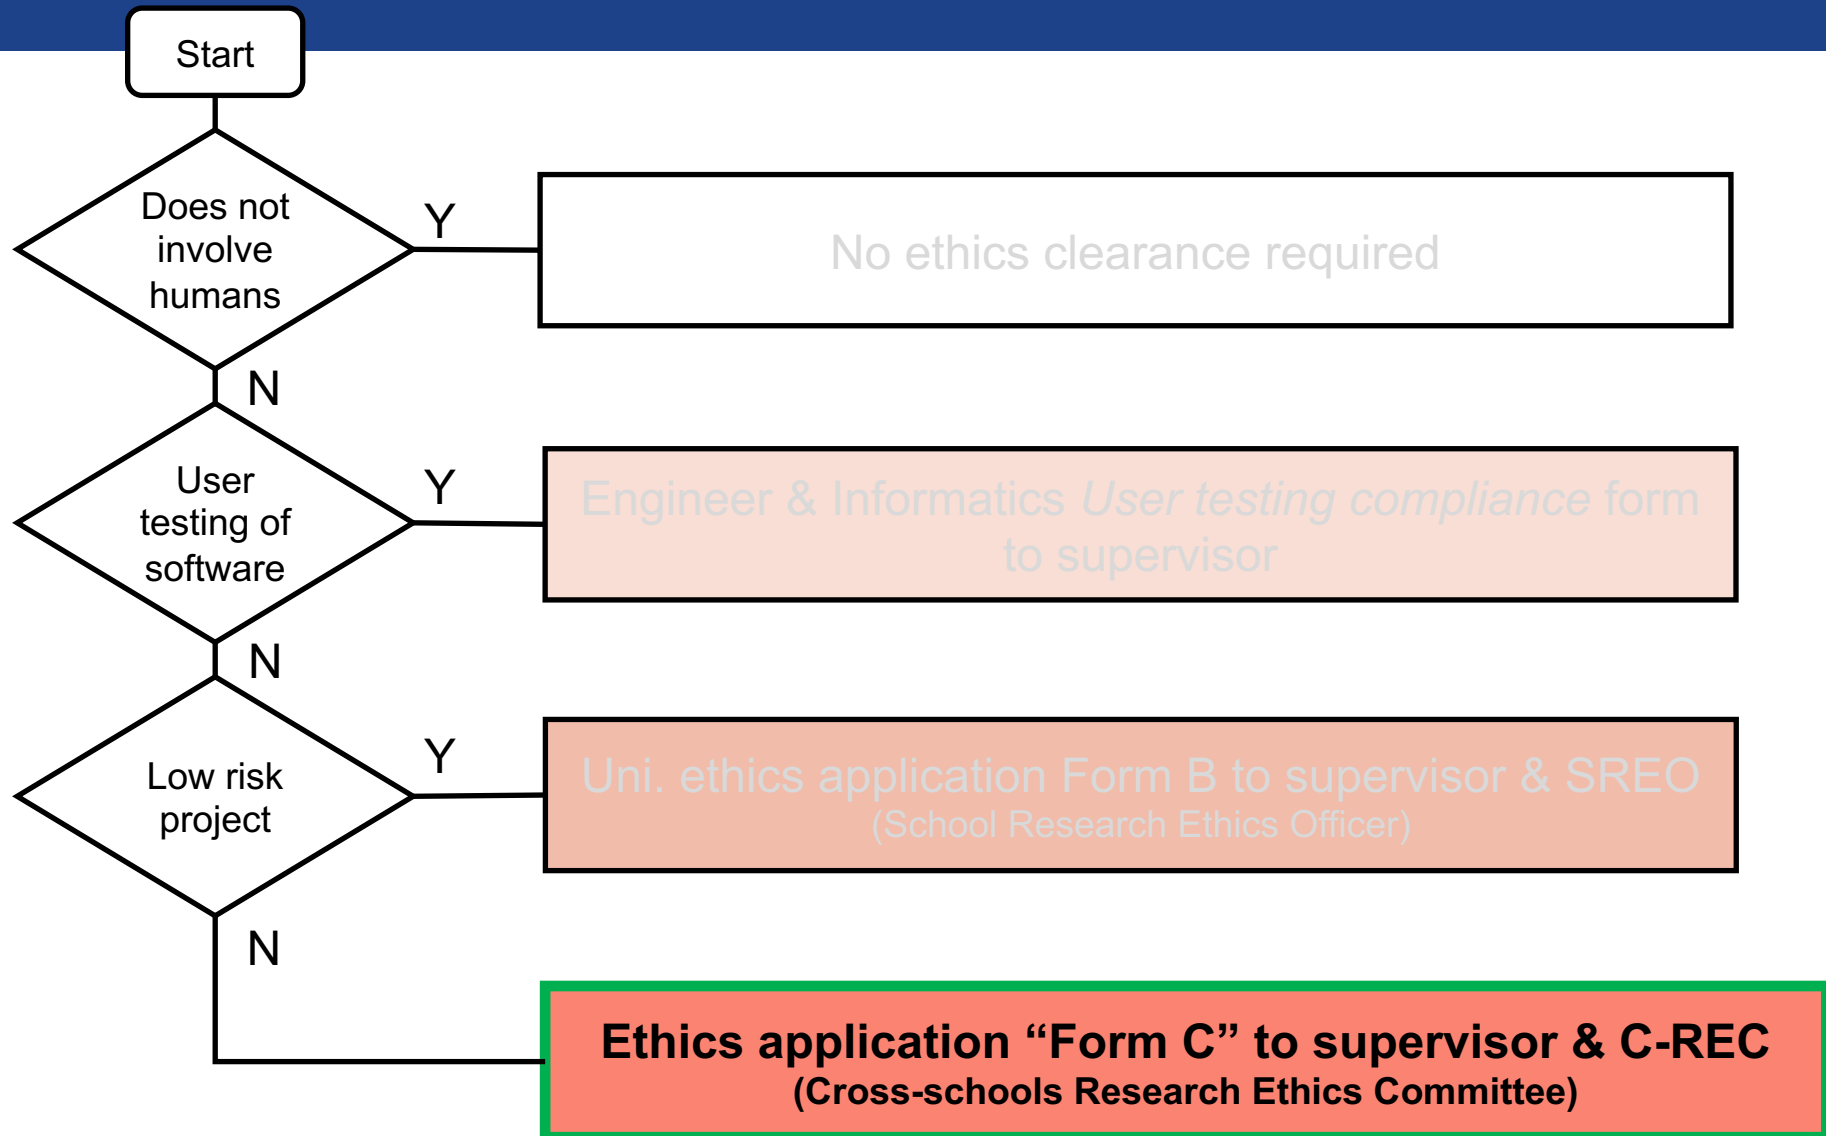 Start
Does not
involve
humans
Y
No ethics clearance required
N
User
testing of
software
Y
Engineer & Informatics User testing compliance form
to supervisor
N
Low risk
project
Y
Uni. ethics application Form B to supervisor & SREO
(School Research Ethics Officer)
N
Ethics application “Form C” to supervisor & C-REC
(Cross-schools Research Ethics Committee)